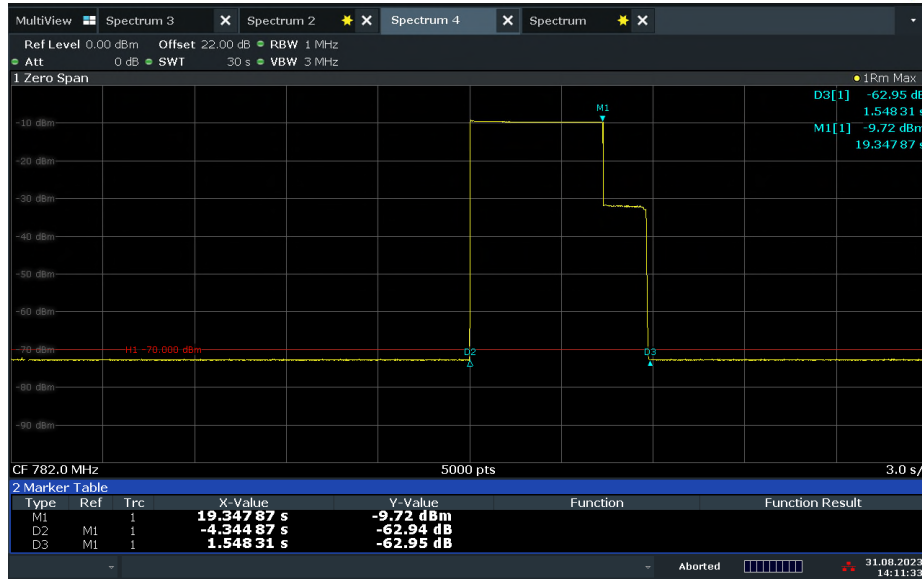 MultiView Spectrum 3 X Spectrum 2 X Spectrum 4 X Spectrum X
Ref Level 0.00 dBm Offset 22.00 dB RBW 1 MHz
Att 0 dB SWT 30 s VBW 3 MHz
1 Zero Span 1Rm Max
D3[1] -62.95 dB
1.548 31 s
M1[1] -9.72 dBm
19.347 87 s
M1
-10 dBm
-20 dBm
-30 dBm
-40 dBm
-50 dBm
-60 dBm
-70 dBm
H1 -70.000 dBm
D2 D3
-80 dBm
-90 dBm
CF 782.0 MHz 5000 pts 3.0 s/
2 Marker Table
Type Ref Trc X-Value Y-Value Function Function Result
M1 1 19.347 87 s -9.72 dBm
D2 M1 1 -4.344 87 s -62.94 dB
D3 M1 1 1.548 31 s -62.95 dB
Aborted 31.08.2023
14:11:33